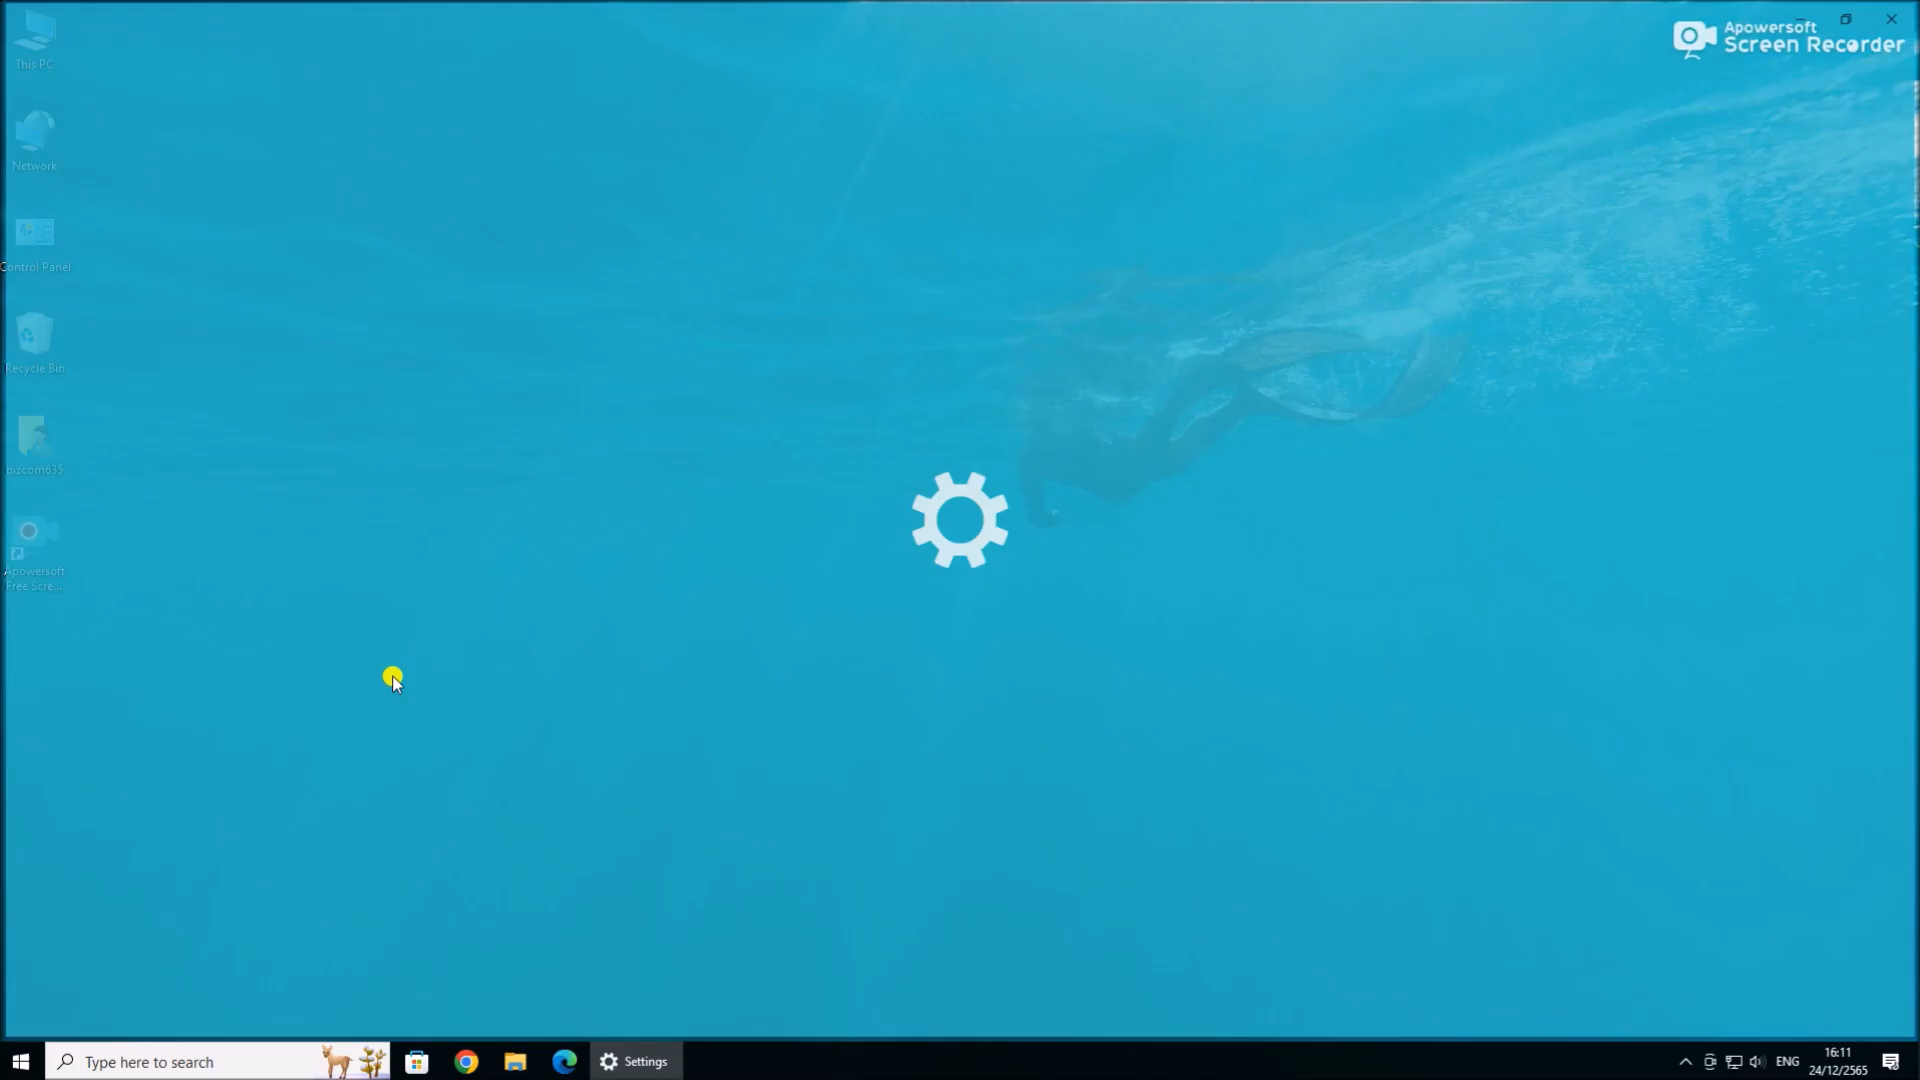 This PC
Apowersoft
Screen Recorder
Network
Control Panel
Recycle Bin
bizcom635
Apowersoft
Free Scre...
Type here to search
Settings
ENG
16:11
24/12/2565